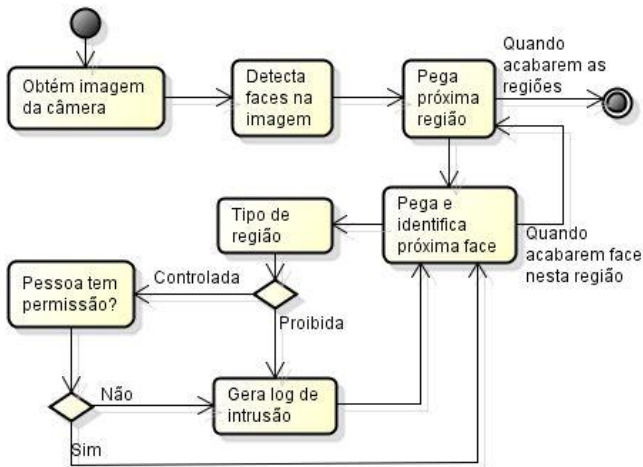 Obtém imagem
da câmera
Detecta
faces na
imagem
Pega
próxima
região
Quando
acabarem as
regiões
Pega e
identifica
próxima face
Quando
acabarem face
nesta região
Tipo de
região
Controlada
Proibida
Pessoa tem
permissão?
Não
Sim
Gera log de
intrusão